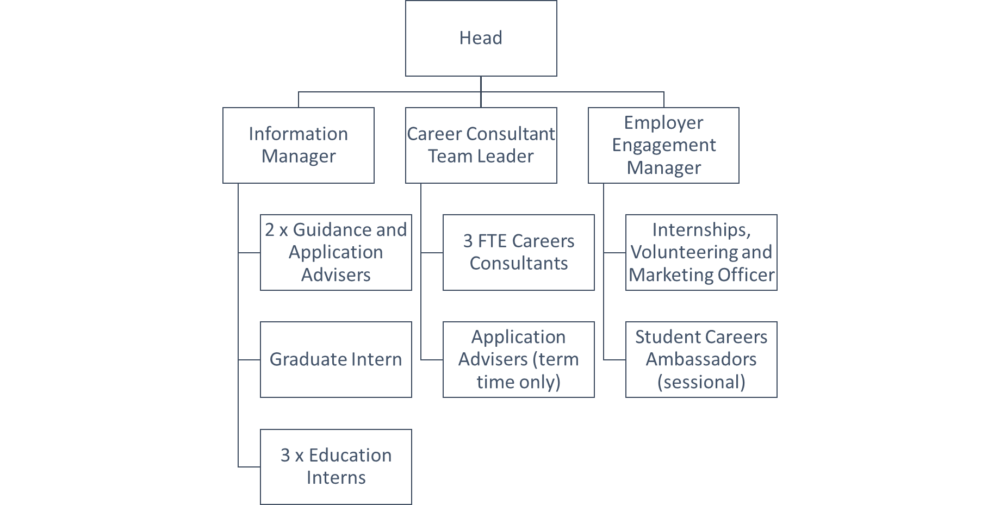 Head
Information
Manager
Career Consultant
Team Leader
Employer
Engagement
Manager
2 x Guidance and
Application
Advisers
3 FTE Careers
Consultants
Internships,
Volunteering and
Marketing Officer
Graduate Intern
Application
Advisers (term
time only)
Student Careers
Ambassadors
(sessional)
3 x Education
Interns